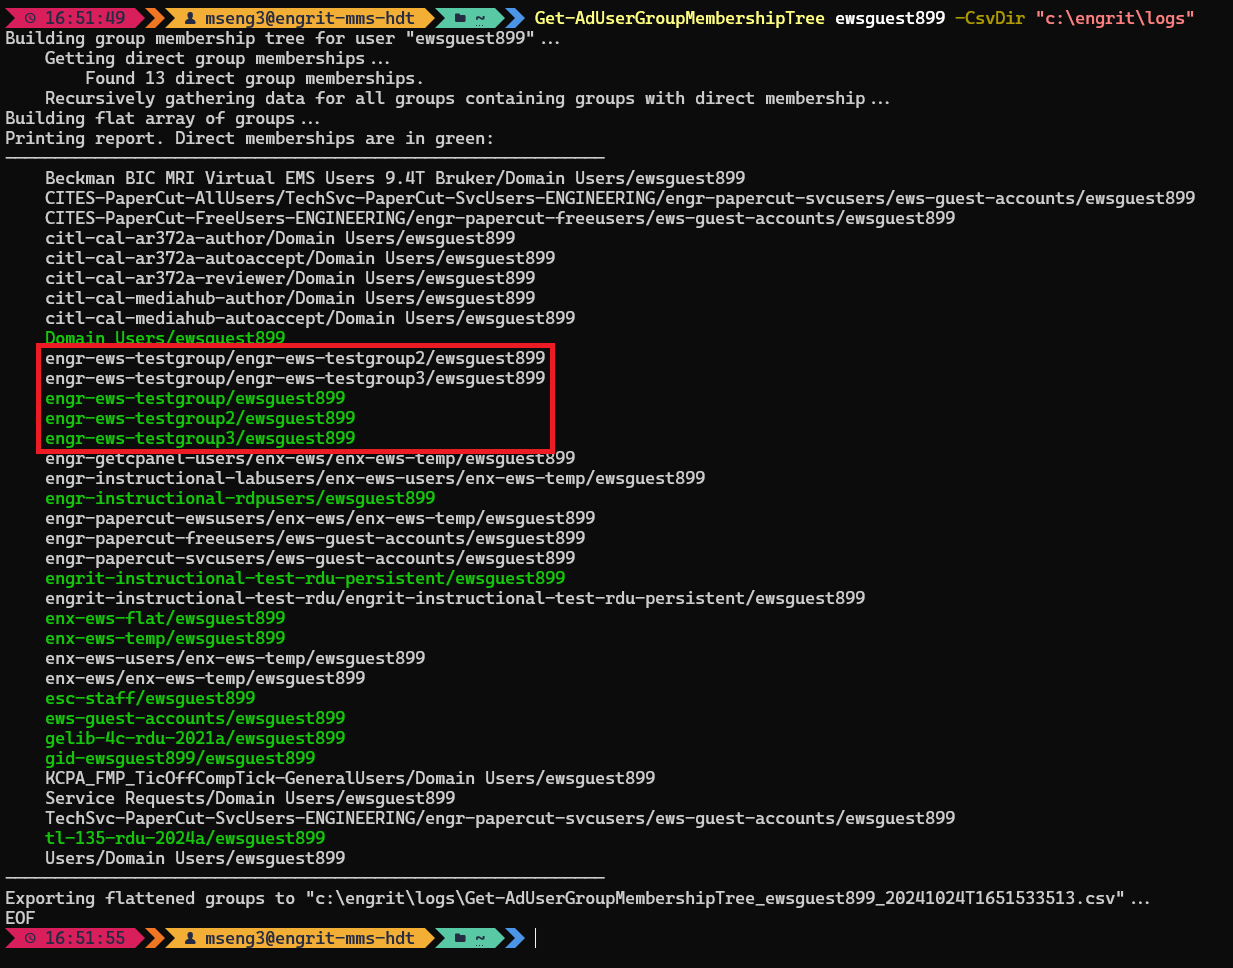 16:51:49 mseng3@engrit-mms-hdt ~ Get-AdUserGroupMembershipTree ewsguest899 -CsvDir "c:\engrit\logs"
Building group membership tree for user "ewsguest899"...
Getting direct group memberships...
Found 13 direct group memberships.
Recursively gathering data for all groups containing groups with direct membership...
Building flat array of groups...
Printing report. Direct memberships are in green:
Beckman BIC MRI Virtual EMS Users 9.4T Bruker/Domain Users/ewsguest899
CITES-PaperCut-AllUsers/TechSvc-PaperCut-SvcUsers-ENGINEERING/engr-papercut-svcusers/ews-guest-accounts/ewsguest899
CITES-PaperCut-FreeUsers-ENGINEERING/engr-papercut-freeusers/ews-guest-accounts/ewsguest899
citl-cal-ar372a-author/Domain Users/ewsguest899
citl-cal-ar372a-autoaccept/Domain Users/ewsguest899
citl-cal-ar372a-reviewer/Domain Users/ewsguest899
citl-cal-mediahub-author/Domain Users/ewsguest899
citl-cal-mediahub-autoaccept/Domain Users/ewsguest899
Domain Users/ewsguest899
engr-ews-testgroup/engr-ews-testgroup2/ewsguest899
engr-ews-testgroup/engr-ews-testgroup3/ewsguest899
engr-ews-testgroup/ewsguest899
engr-ews-testgroup2/ewsguest899
engr-ews-testgroup3/ewsguest899
engr-getcpanel-users/enx-ews/enx-ews-temp/ewsguest899
engr-instructional-labusers/enx-ews-users/enx-ews-temp/ewsguest899
engr-instructional-rdpusers/ewsguest899
engr-papercut-ewsusers/enx-ews/enx-ews-temp/ewsguest899
engr-papercut-freeusers/ews-guest-accounts/ewsguest899
engr-papercut-svcusers/ews-guest-accounts/ewsguest899
engrit-instructional-test-rdu-persistent/ewsguest899
engrit-instructional-test-rdu/engrit-instructional-test-rdu-persistent/ewsguest899
enx-ews-flat/ewsguest899
enx-ews-temp/ewsguest899
enx-ews-users/enx-ews-temp/ewsguest899
enx-ews/enx-ews-temp/ewsguest899
esc-staff/ewsguest899
ews-guest-accounts/ewsguest899
gelib-4c-rdu-2021a/ewsguest899
gid-ewsguest899/ewsguest899
KCPA_FMP_TicOffCompTick-GeneralUsers/Domain Users/ewsguest899
Service Requests/Domain Users/ewsguest899
TechSvc-PaperCut-SvcUsers-ENGINEERING/engr-papercut-svcusers/ews-guest-accounts/ewsguest899
tl-135-rdu-2024a/ewsguest899
Users/Domain Users/ewsguest899
Exporting flattened groups to "c:\engrit\logs\Get-AdUserGroupMembershipTree_ewsguest899_20241024T1651533513.csv"...
EOF
16:51:55 mseng3@engrit-mms-hdt ~